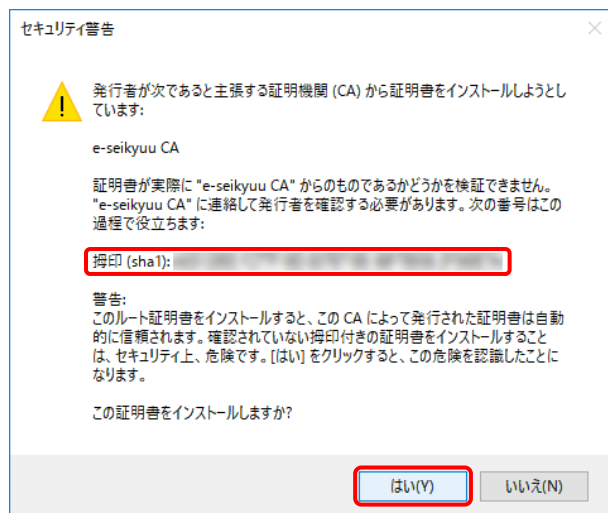 セキュリティ警告
発行者が次であると主張する証明機関 (CA) から証明書をインストールしようとし
ています:
e-seikyuu CA
証明書が実際に "e-seikyuu CA" からのものであるかどうかを検証できません。
"e-seikyuu CA" に連絡して発行者を確認する必要があります。次の番号はこの
過程で役立ちます:
拇印 (sha1):
警告:
このルート証明書をインストールすると、この CA によって発行された証明書は自動
的に信頼されます。確認されていない拇印付きの証明書をインストールすること
は、セキュリティ上、危険です。[はい] をクリックすると、この危険を認識したことに
なります。
この証明書をインストールしますか?
はい(Y)
いいえ(N)